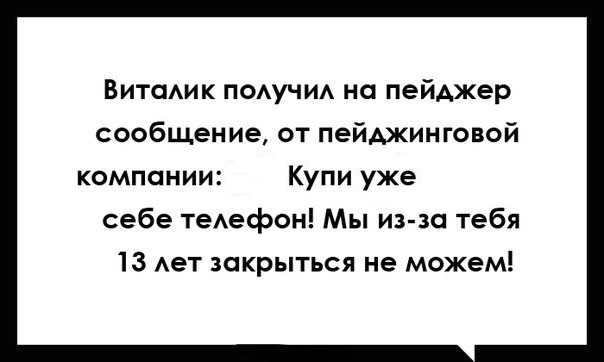 Виталик получил на пейджер
сообщение, от пейджинговой
компании: Купи уже
себе телефон! Мы из-за тебя
13 лет закрыться не можем!